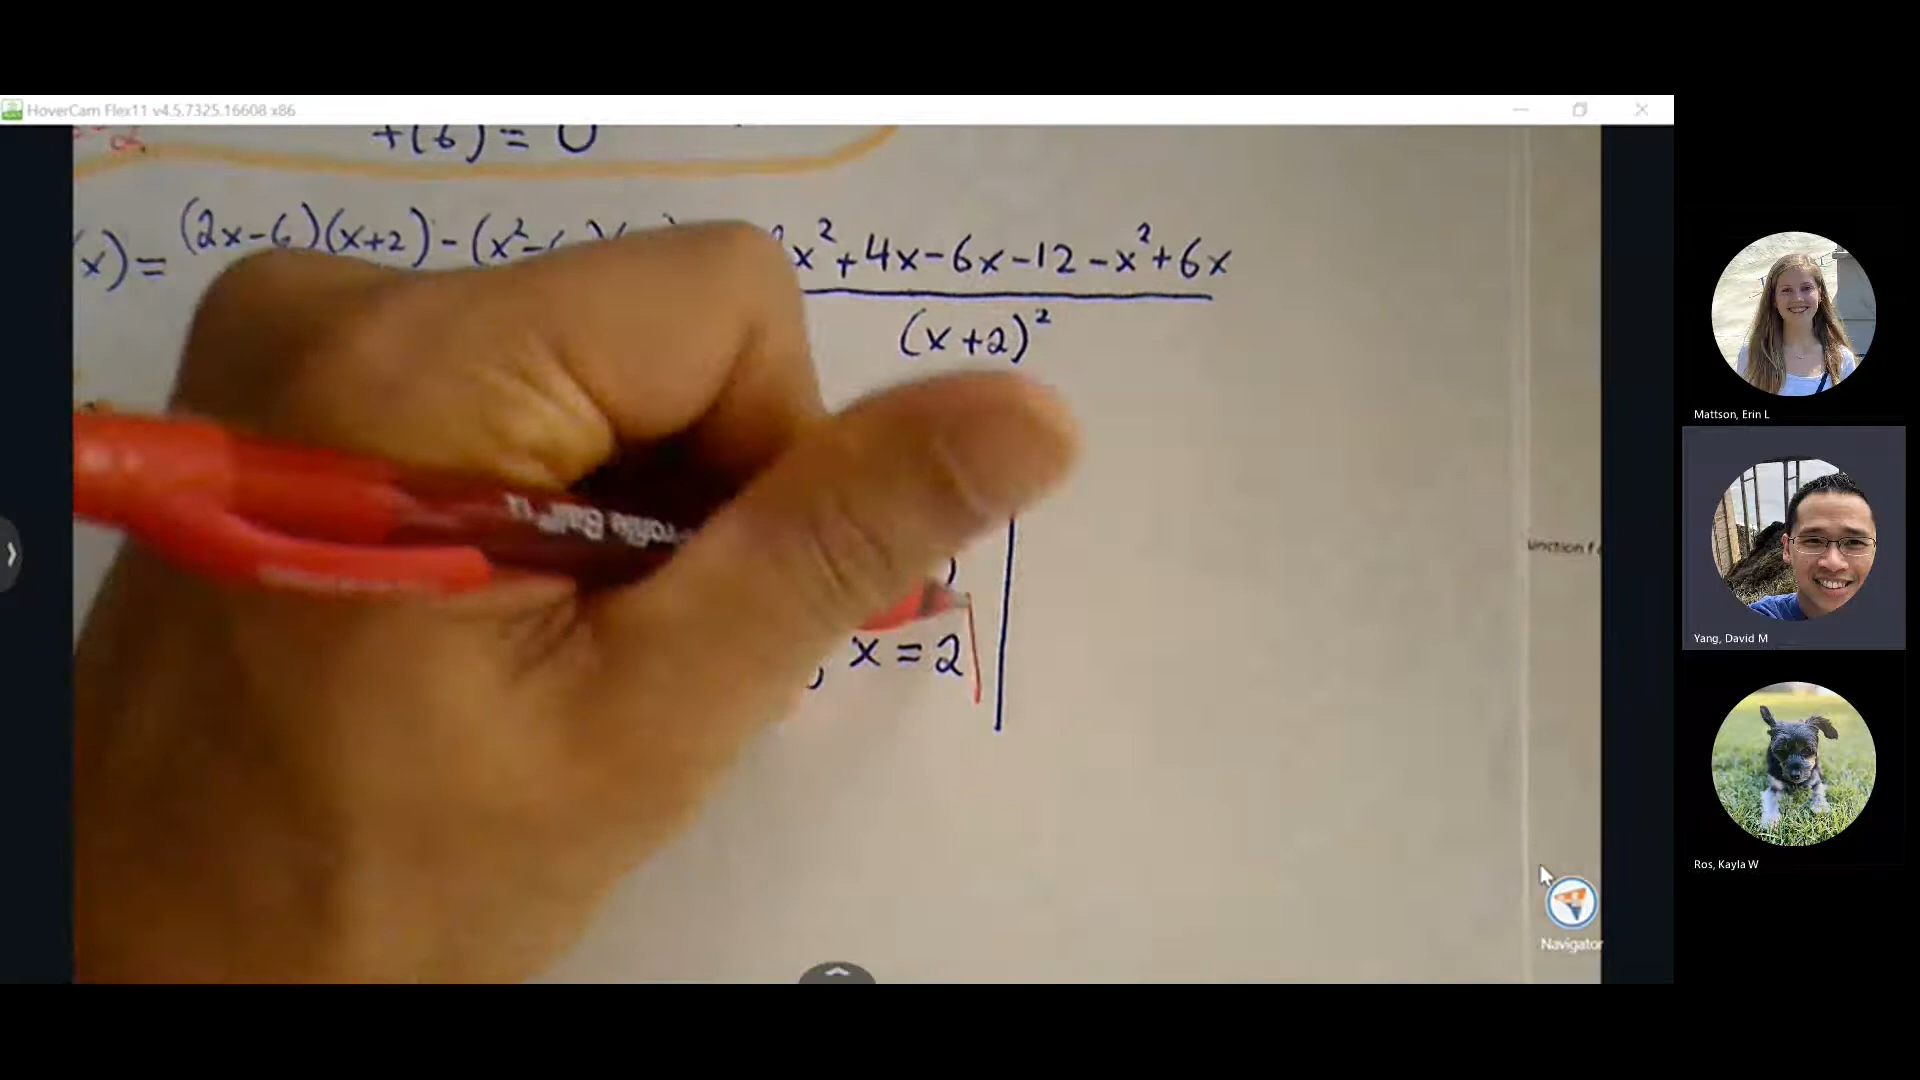 HoverCam Flex11 v4.5.7325.16608 x86
+(6) = 0
x) = (2x-6)(x+2) - (x²-
x²+4x-6x-12-x²+6x
(x+2)²
, x = 2
Mattson, Erin L
Yang, David M
Ros, Kayla W
Navigator